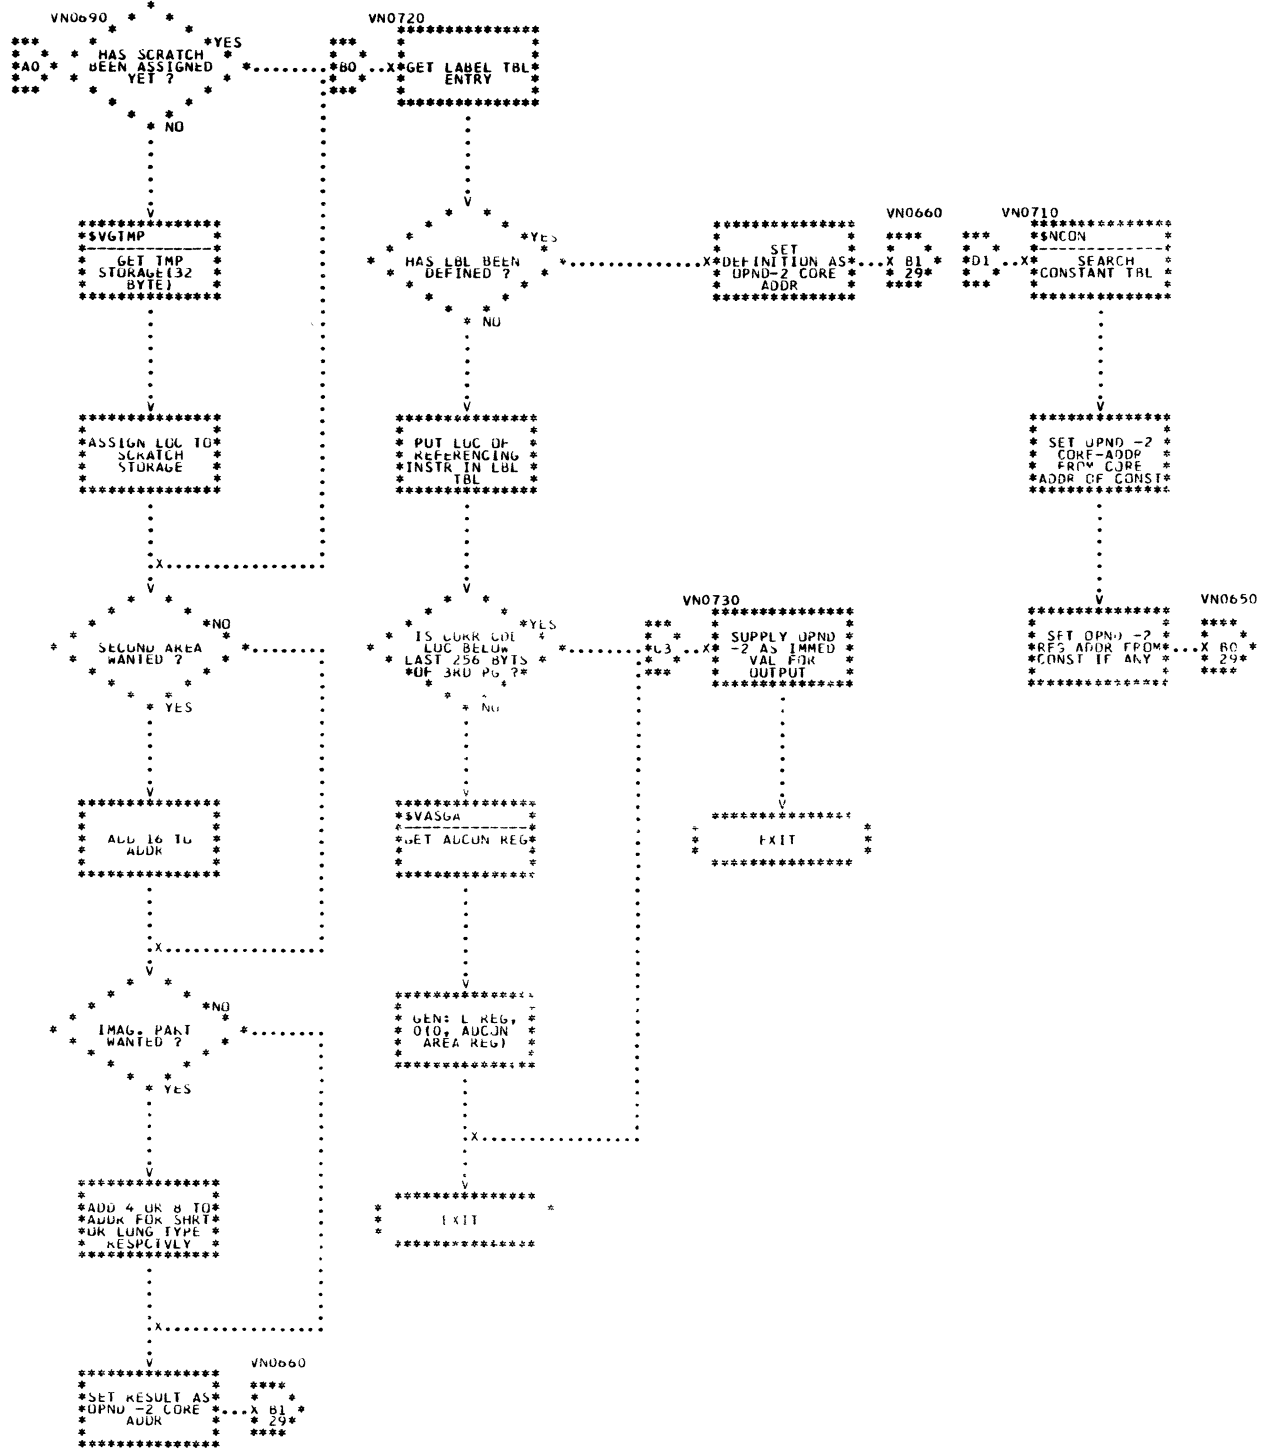 VN0690
A0
HAS SCRATCH
BEEN ASSIGNED
YET ?
YES
NO
$VGTMP
GET TMP
STORAGE(32
BYTE)
ASSIGN LOC TO
SCRATCH
STORAGE
X
SECOND AREA
WANTED ?
NO
YES
ADD 16 TO
ADDR
X
IMAG. PART
WANTED ?
NO
YES
ADD 4 OR 8 TO
ADDR FOR SHRT
OR LONG TYPE
RESPCTVLY
X
SET RESULT AS
OPND -2 CORE
ADDR
VN0660
X B1
29
VN0720
B0
X
GET LABEL TBL
ENTRY
HAS LBL BEEN
DEFINED ?
YES
NO
PUT LOC OF
REFERENCING
INSTR IN LBL
TBL
IS CURR CDE
LOC BELOW
LAST 256 BYTS
OF 3RD PG ?
YES
NO
$VASGA
GET ADCON REG
GEN: L REG,
0(0, ADCON
AREA REG)
X
EXIT
X
SET
DEFINITION AS
OPND-2 CORE
ADDR
VN0660
X B1
29
VN0730
C3
X
SUPPLY OPND
-2 AS IMMED
VAL FOR
OUTPUT
EXIT
VN0710
D1
X
$NCON
SEARCH
CONSTANT TBL
SET OPND -2
CORE-ADDR
FROM CORE
ADDR OF CONST
SET OPND -2
REG ADDR FROM
CONST IF ANY
VN0650
X B0
29